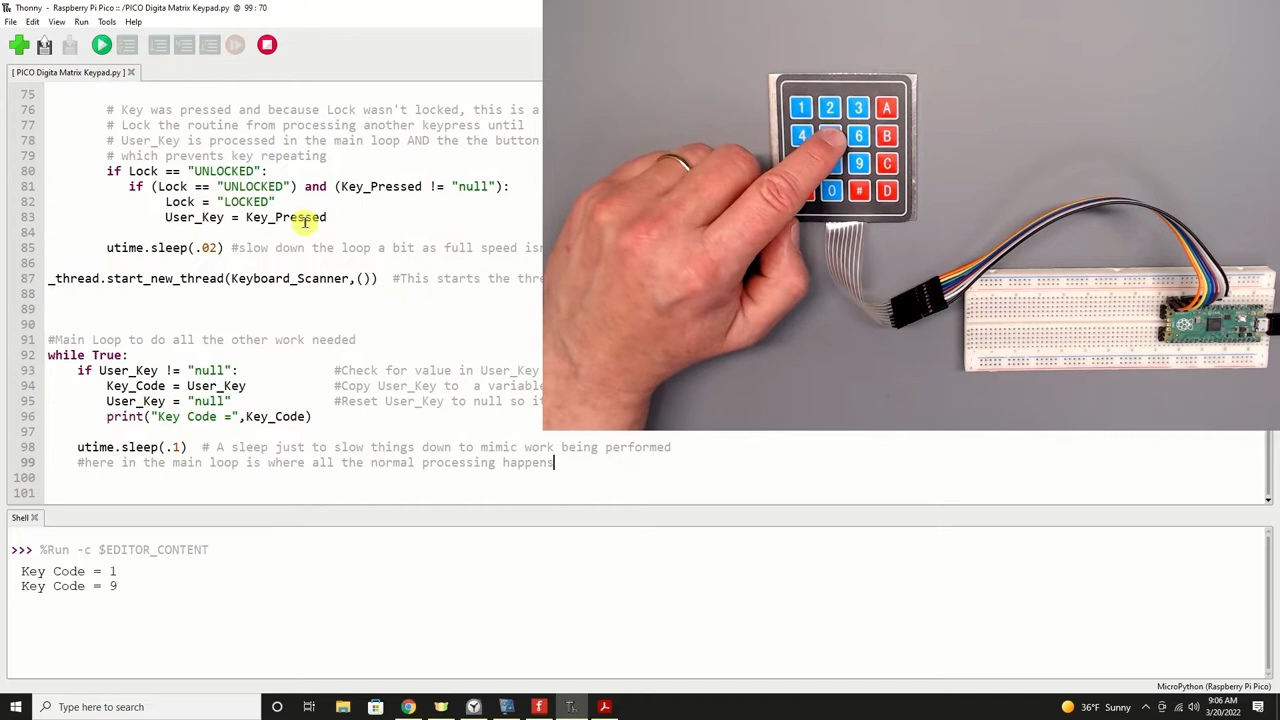 Thonny - Raspberry Pi Pico :: /PICO Digita Matrix Keypad.py @ 99 : 70
File Edit View Run Tools Help
[ PICO Digita Matrix Keypad.py ]
75
76 # Key was pressed and because Lock wasn't locked, this is a
77 # Lock the routine from processing another keypress until
78 # User_Key is processed in the main loop AND the the button
79 # which prevents key repeating
80 if Lock == "UNLOCKED":
81 if (Lock == "UNLOCKED") and (Key_Pressed != "null"):
82 Lock = "LOCKED"
83 User_Key = Key_Pressed
84
85 utime.sleep(.02) #slow down the loop a bit as full speed isn
86
87 _thread.start_new_thread(Keyboard_Scanner,()) #This starts the thre
88
89
90
91 #Main Loop to do all the other work needed
92 while True:
93 if User_Key != "null": #Check for value in User_Key
94 Key_Code = User_Key #Copy User_Key to a variable
95 User_Key = "null" #Reset User_Key to null so it
96 print("Key Code =",Key_Code)
97
98 utime.sleep(.1) # A sleep just to slow things down to mimic work being performed
99 #here in the main loop is where all the normal processing happens
100
101
1 2 3 A
4 6 B
9 C
0 # D
Shell
>>> %Run -c $EDITOR_CONTENT
Key Code = 1
Key Code = 9
MicroPython (Raspberry Pi Pico)
Type here to search
36°F Sunny
9:06 AM
3/20/2022